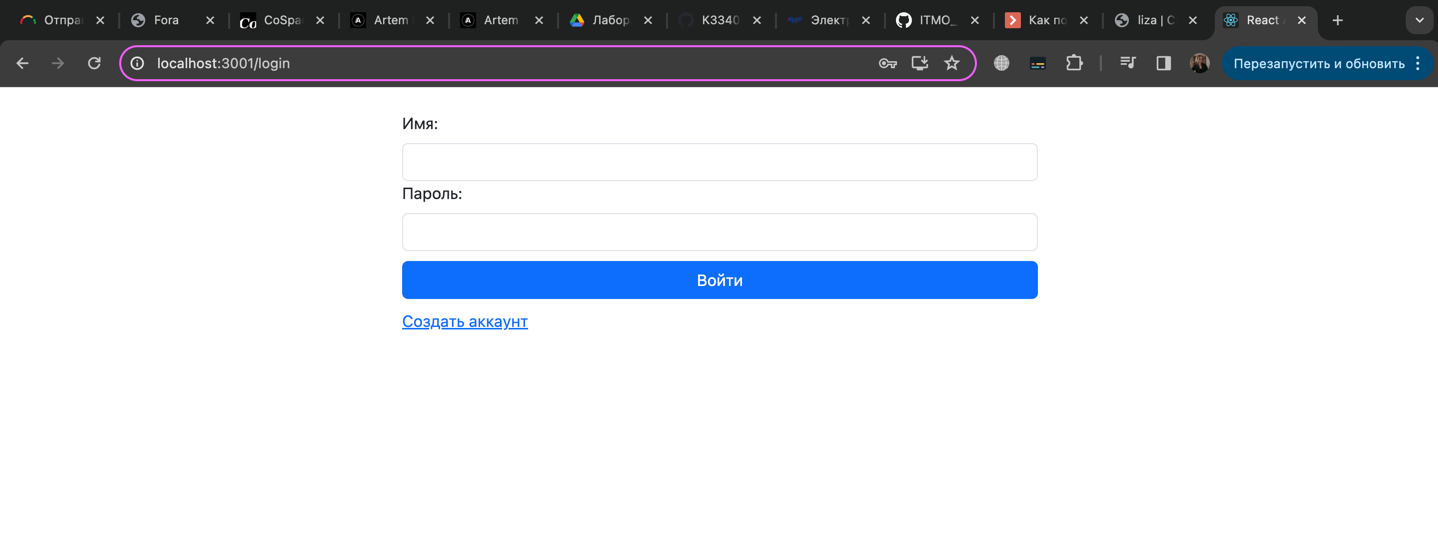 Отпра Fora CoSpa Artem Artem Лабор K3340 Элект ITMO_ Как по liza | C React
localhost:3001/login Перезапустить и обновить
Имя:
Пароль:
Войти
Создать аккаунт